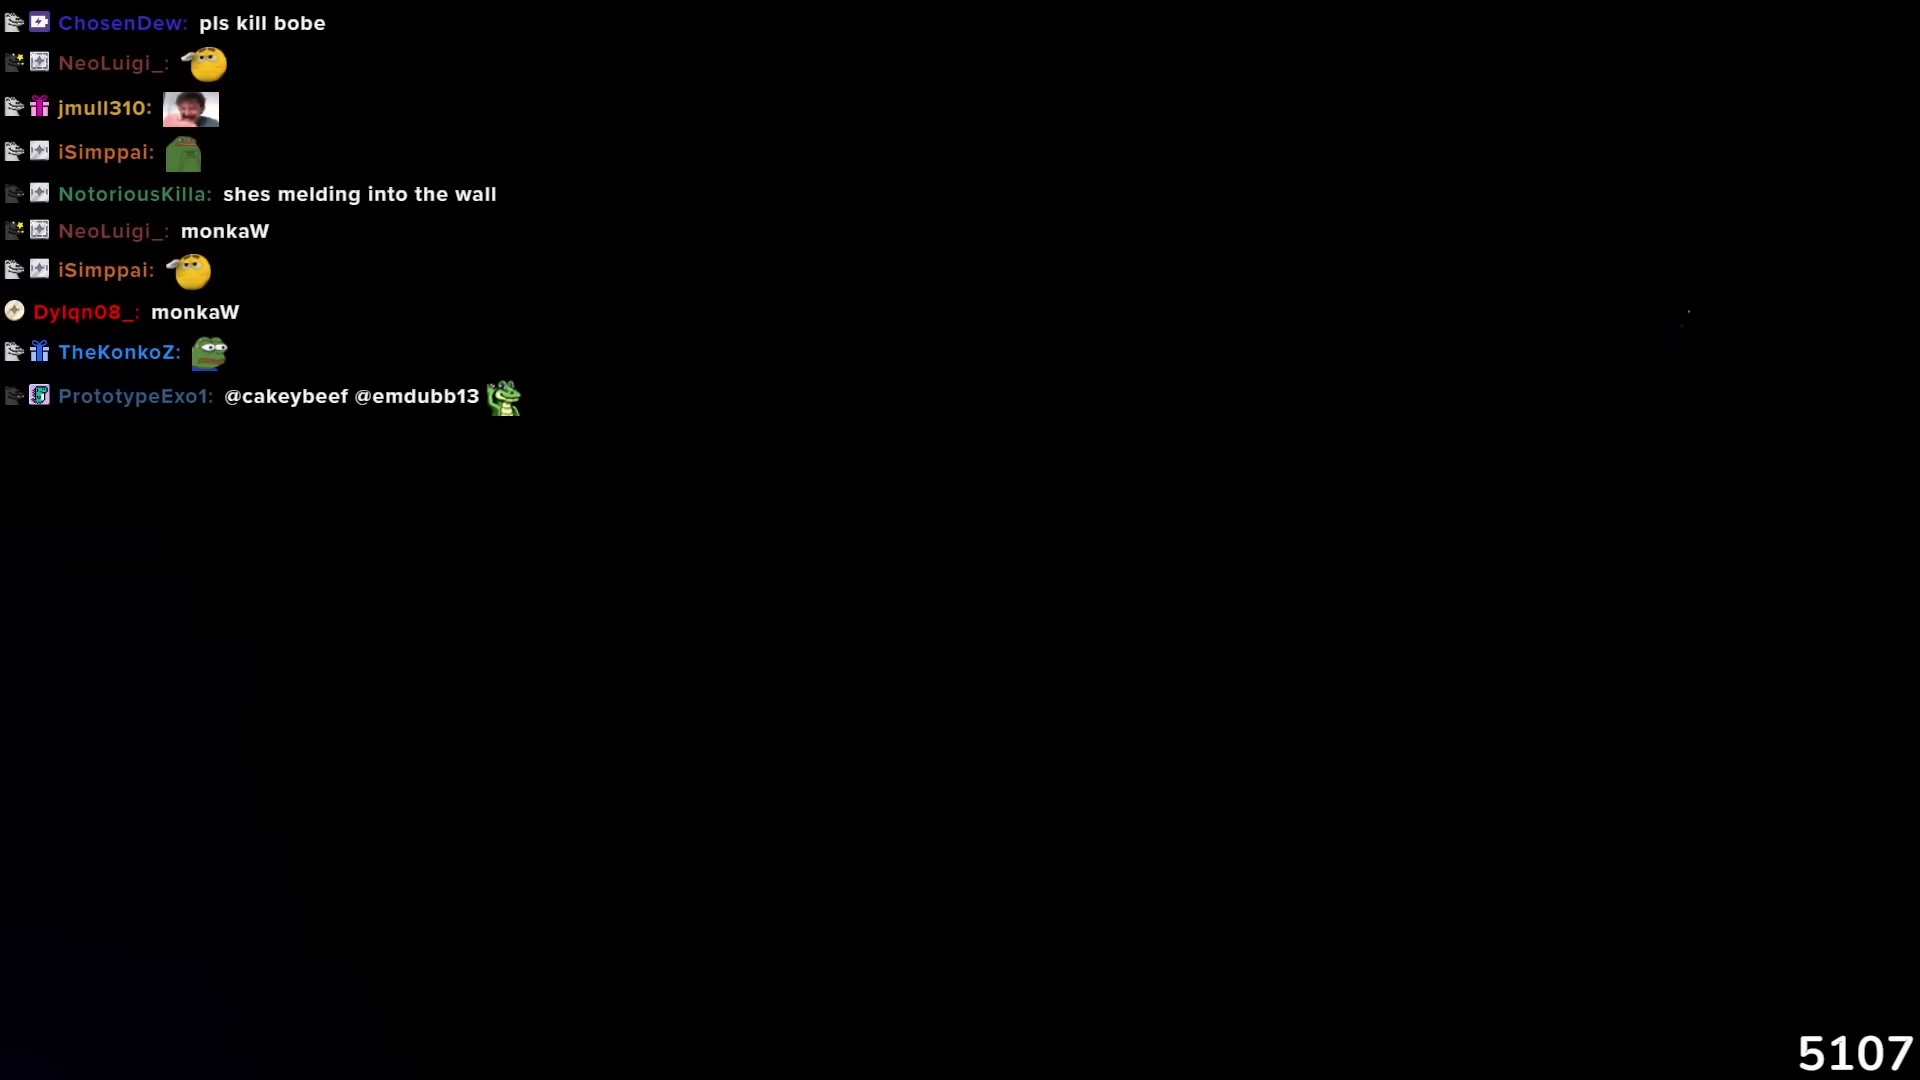 ChosenDew: pls kill bobe
NeoLuigi_:
jmull310:
iSimppai:
NotoriousKilla: shes melding into the wall
NeoLuigi_: monkaW
iSimppai:
Dylqn08_: monkaW
TheKonkoZ:
PrototypeExo1: @cakeybeef @emdubb13
5107